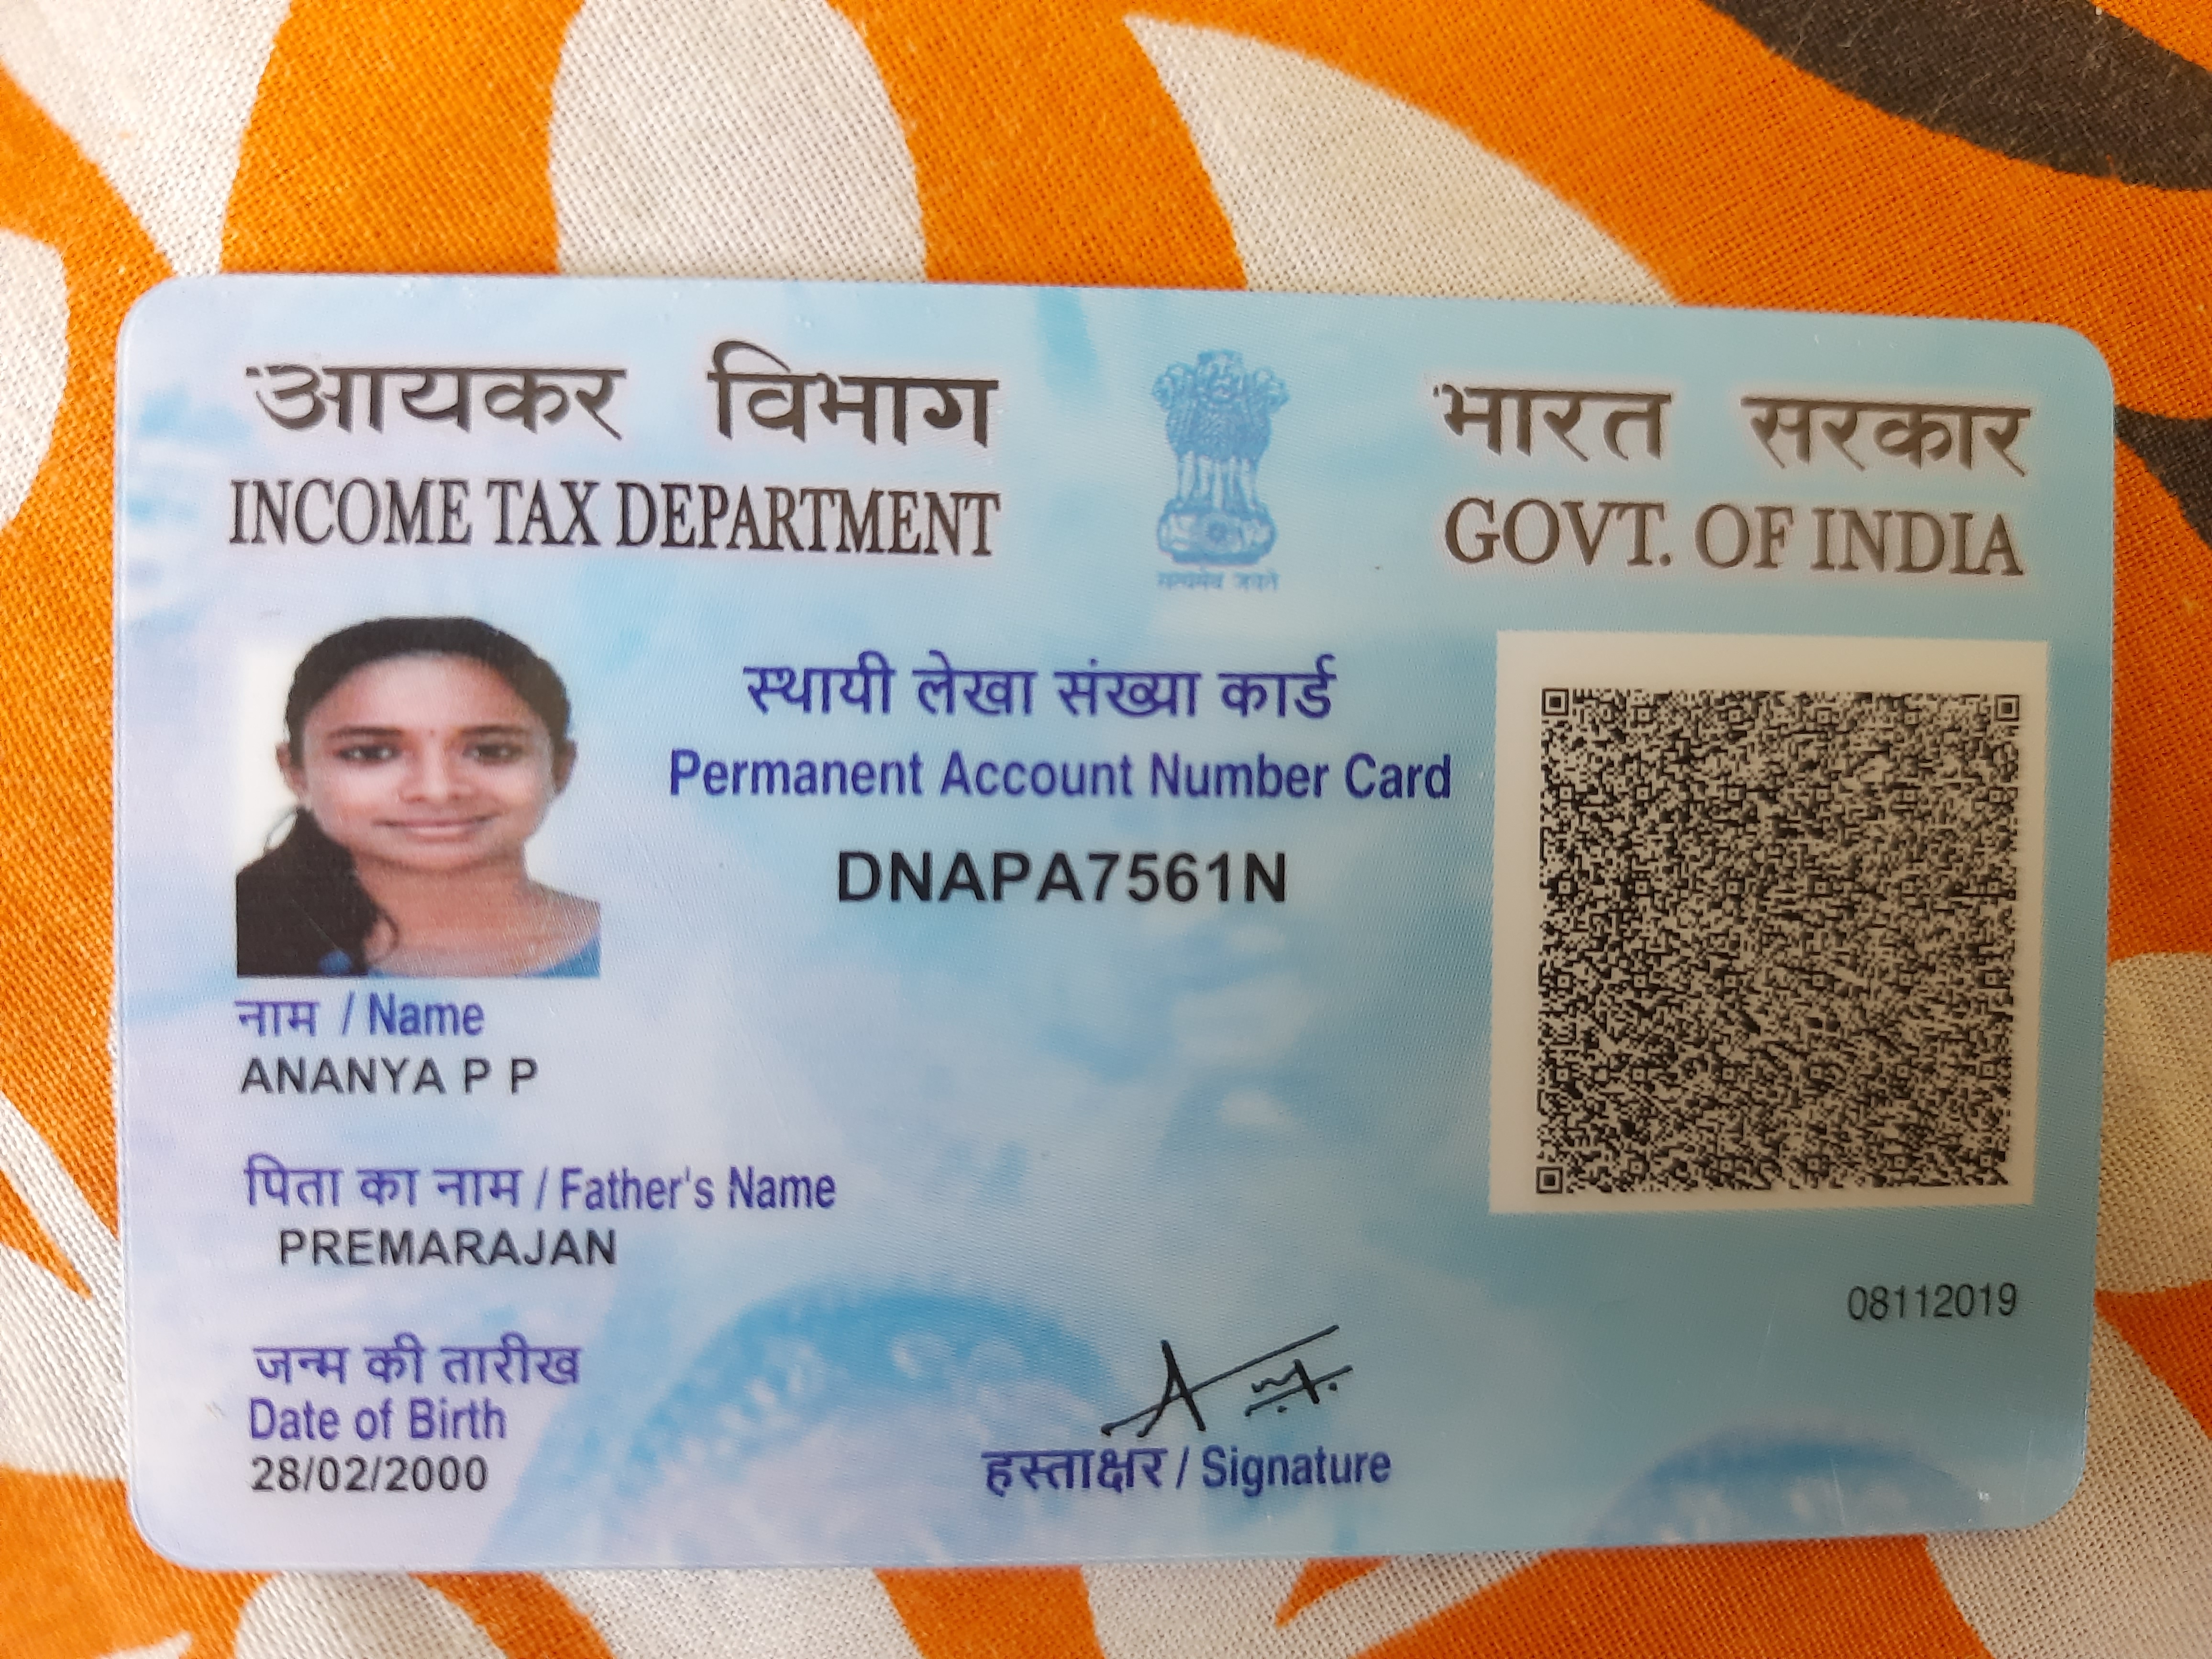 आयकर विभाग
INCOME TAX DEPARTMENT
भारत सरकार
GOVT. OF INDIA
सत्यमेव जयते
स्थायी लेखा संख्या कार्ड
Permanent Account Number Card
DNAPA7561N
नाम / Name
ANANYA P P
पिता का नाम / Father's Name
PREMARAJAN
जन्म की तारीख
Date of Birth
28/02/2000
हस्ताक्षर / Signature
08112019